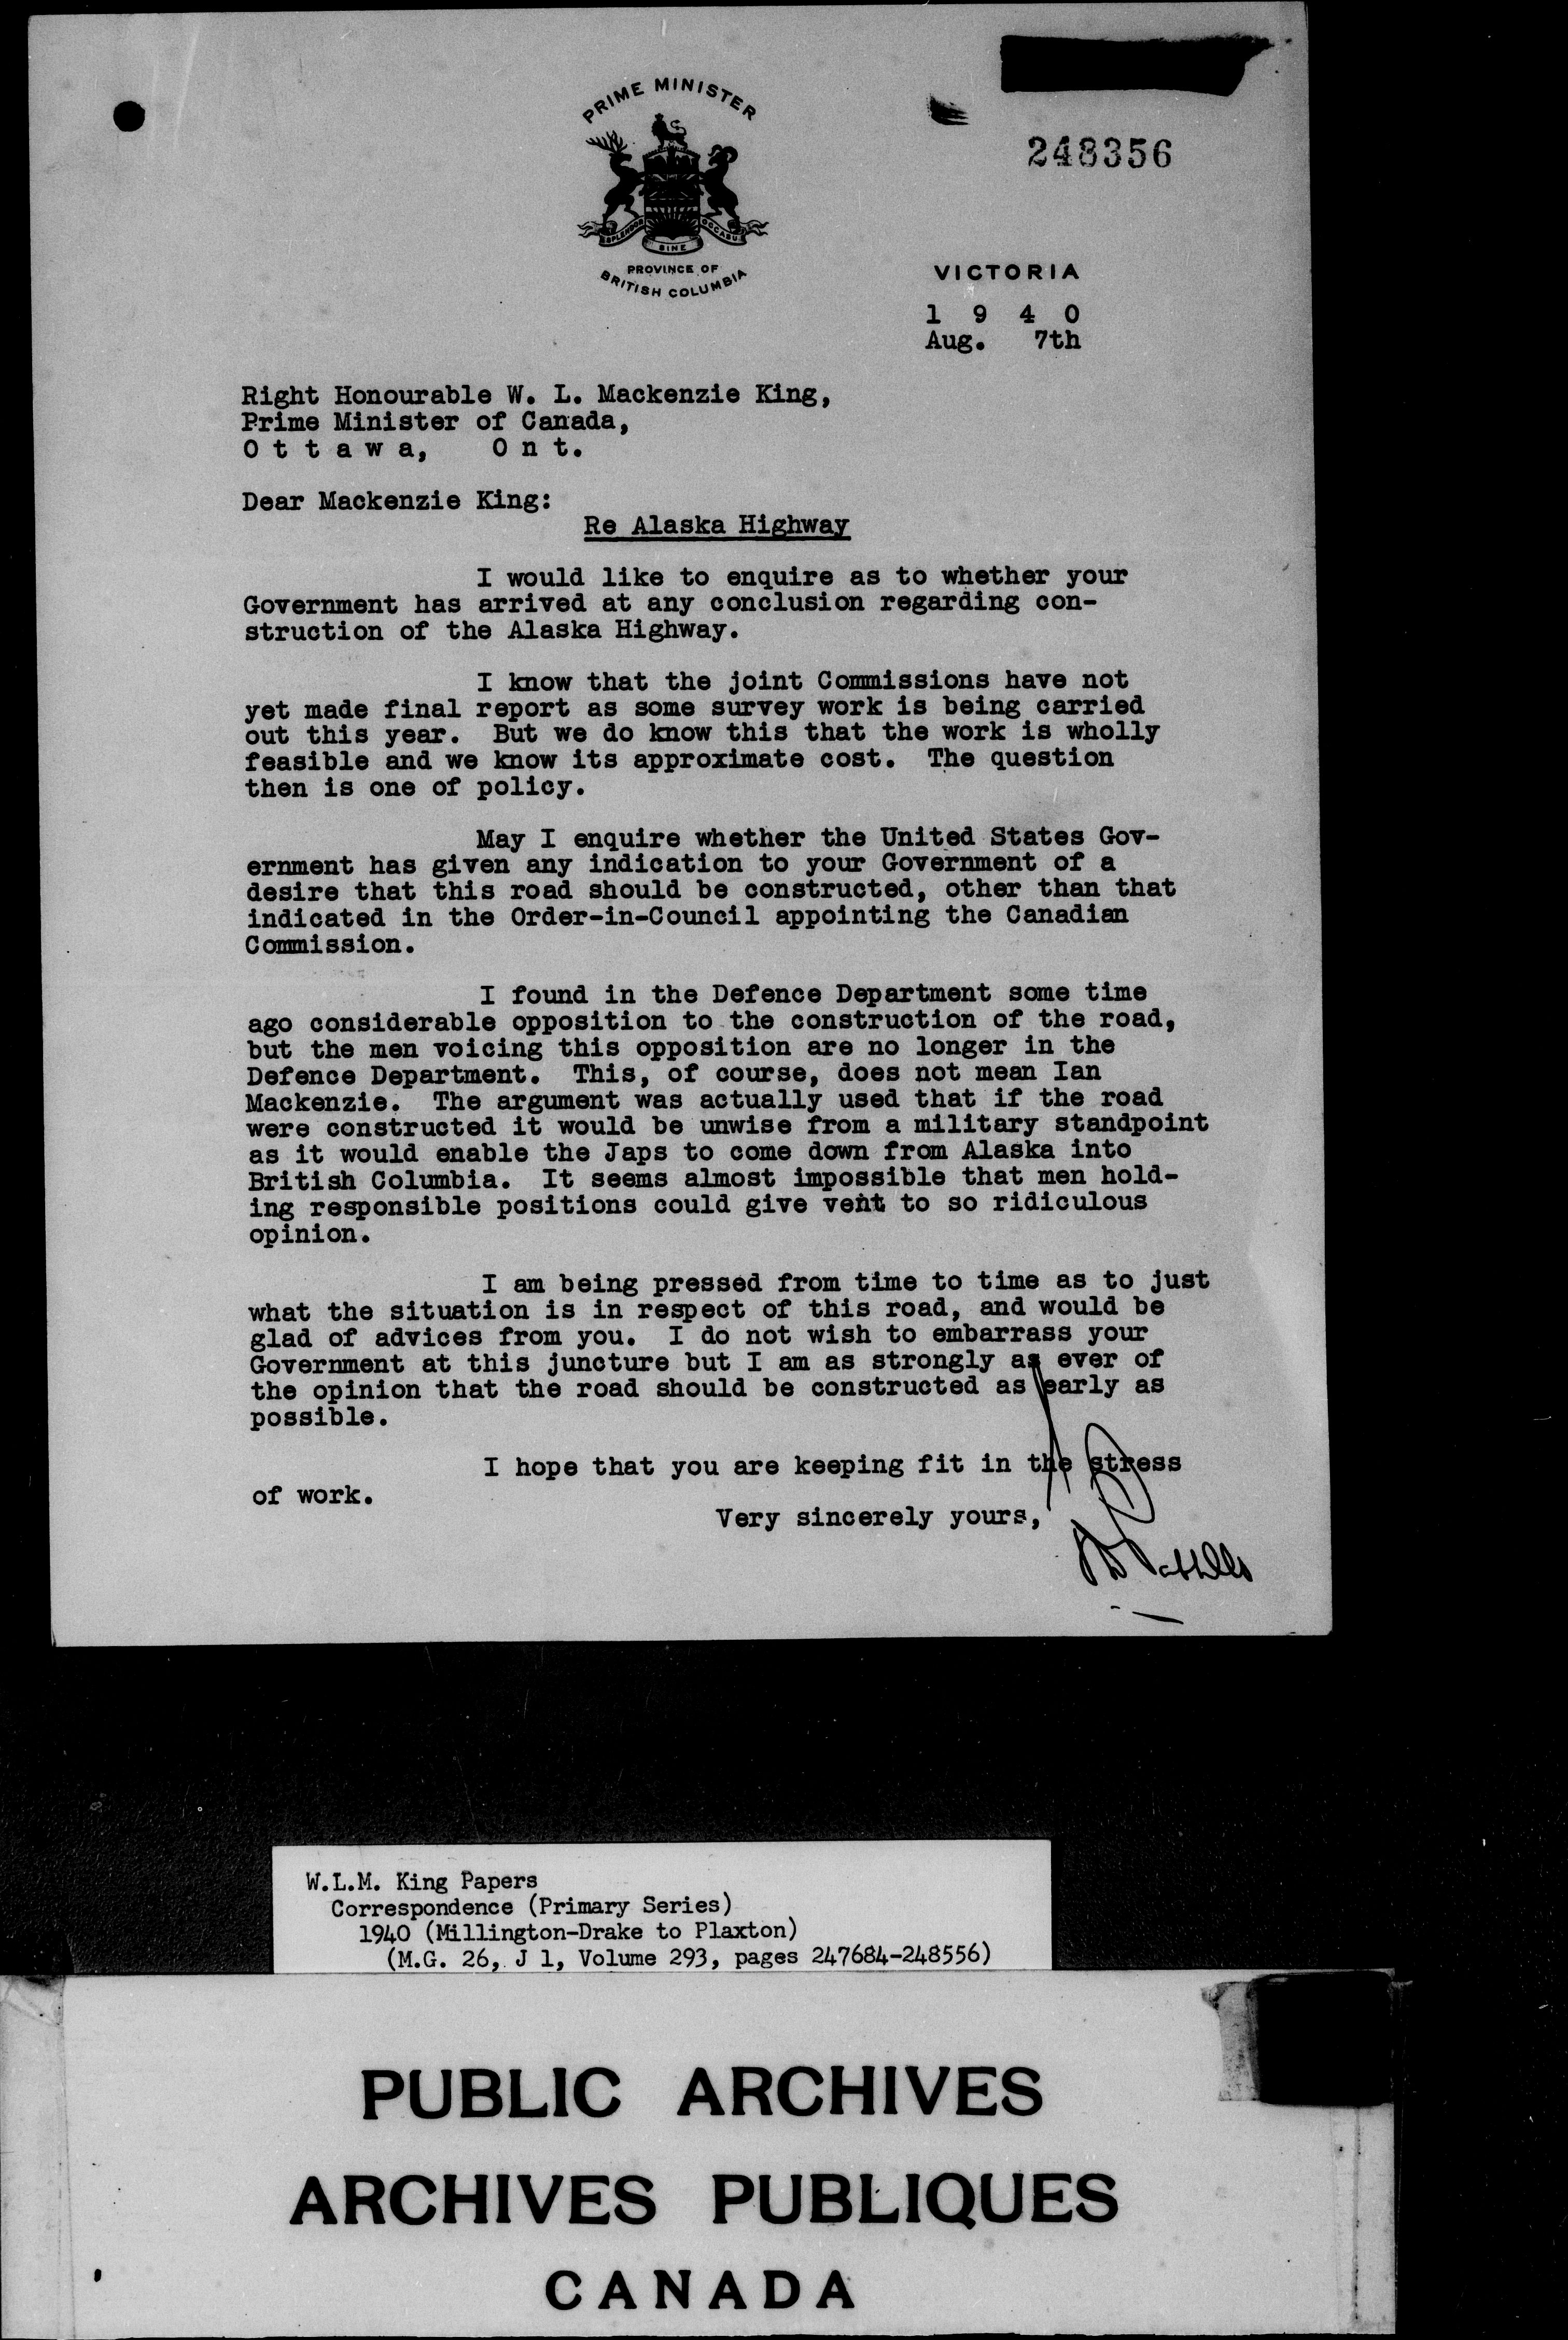 PRIME MINISTER
248356
SPLENDOR SINE OCCASU
PROVINCE OF
BRITISH COLUMBIA
VICTORIA
1 9 4 0
Aug. 7th
Right Honourable W. L. Mackenzie King,
Prime Minister of Canada,
O t t a w a, O n t.
Dear Mackenzie King:
Re Alaska Highway
I would like to enquire as to whether your
Government has arrived at any conclusion regarding con-
struction of the Alaska Highway.
I know that the joint Commissions have not
yet made final report as some survey work is being carried
out this year. But we do know this that the work is wholly
feasible and we know its approximate cost. The question
then is one of policy.
May I enquire whether the United States Gov-
ernment has given any indication to your Government of a
desire that this road should be constructed, other than that
indicated in the Order-in-Council appointing the Canadian
Commission.
I found in the Defence Department some time
ago considerable opposition to the construction of the road,
but the men voicing this opposition are no longer in the
Defence Department. This, of course, does not mean Ian
Mackenzie. The argument was actually used that if the road
were constructed it would be unwise from a military standpoint
as it would enable the Japs to come down from Alaska into
British Columbia. It seems almost impossible that men hold-
ing responsible positions could give vent to so ridiculous
opinion.
I am being pressed from time to time as to just
what the situation is in respect of this road, and would be
glad of advices from you. I do not wish to embarrass your
Government at this juncture but I am as strongly as ever of
the opinion that the road should be constructed as early as
possible.
I hope that you are keeping fit in the stress
of work.
Very sincerely yours,
W.L.M. King Papers
Correspondence (Primary Series)
1940 (Millington-Drake to Plaxton)
(M.G. 26, J 1, Volume 293, pages 247684-248556)
PUBLIC ARCHIVES
ARCHIVES PUBLIQUES
CANADA